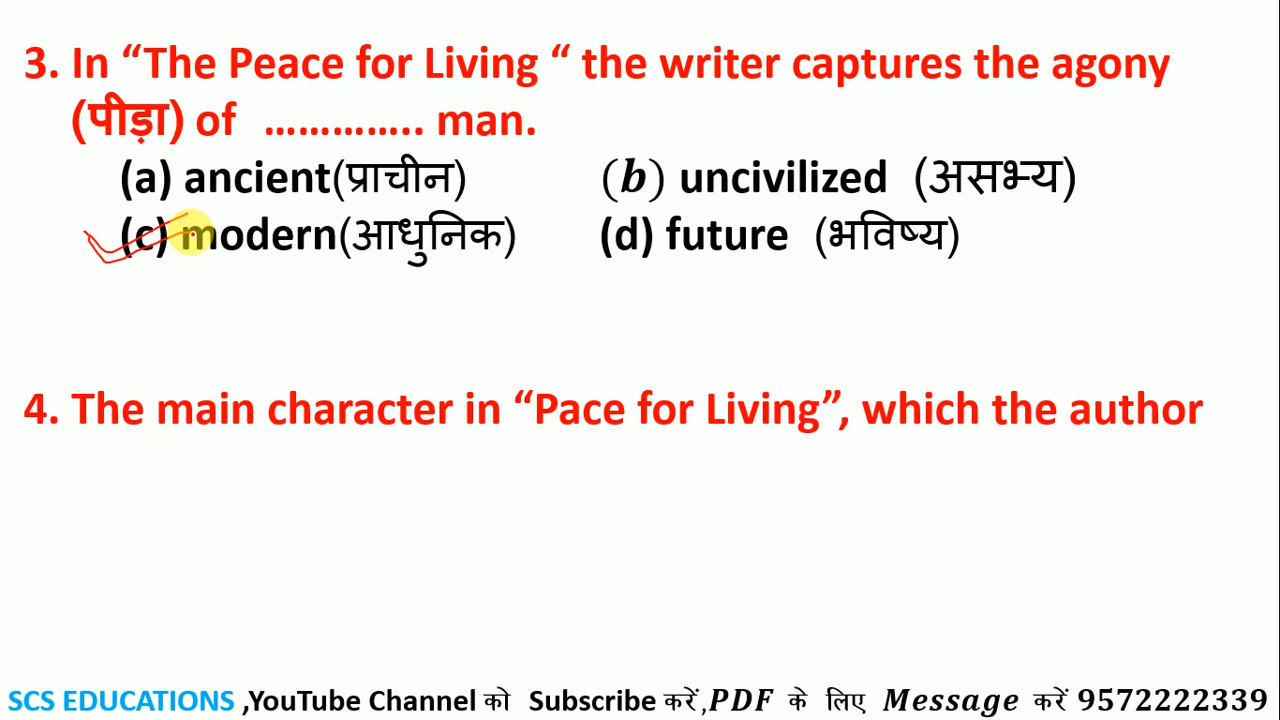 3. In “The Peace for Living “ the writer captures the agony
(पीड़ा) of ………….. man.
(a) ancient(प्राचीन) (b) uncivilized (असभ्य)
(c) modern(आधुनिक) (d) future (भविष्य)
4. The main character in “Pace for Living”, which the author
SCS EDUCATIONS ,YouTube Channel को Subscribe करें,PDF के लिए Message करें 9572222339